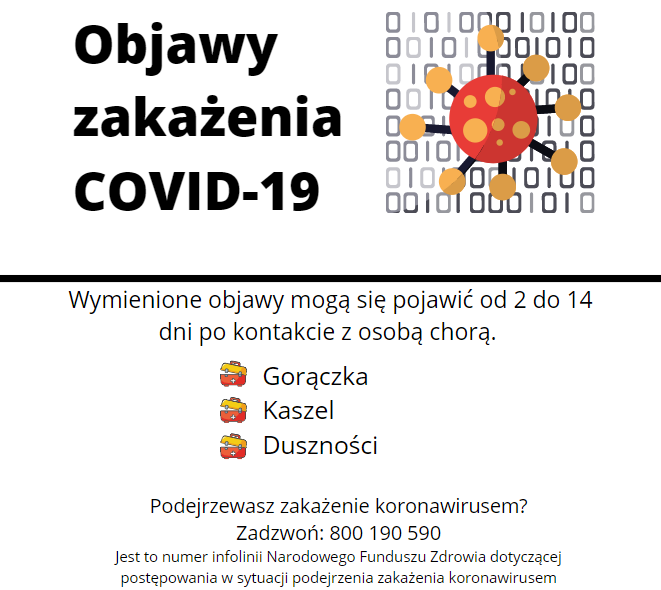 Objawy
zakażenia
COVID-19
Wymienione objawy mogą się pojawić od 2 do 14
dni po kontakcie z osobą chorą.
Gorączka
Kaszel
Duszności
Podejrzewasz zakażenie koronawirusem?
Zadzwoń: 800 190 590
Jest to numer infolinii Narodowego Funduszu Zdrowia dotyczącej
postępowania w sytuacji podejrzenia zakażenia koronawirusem